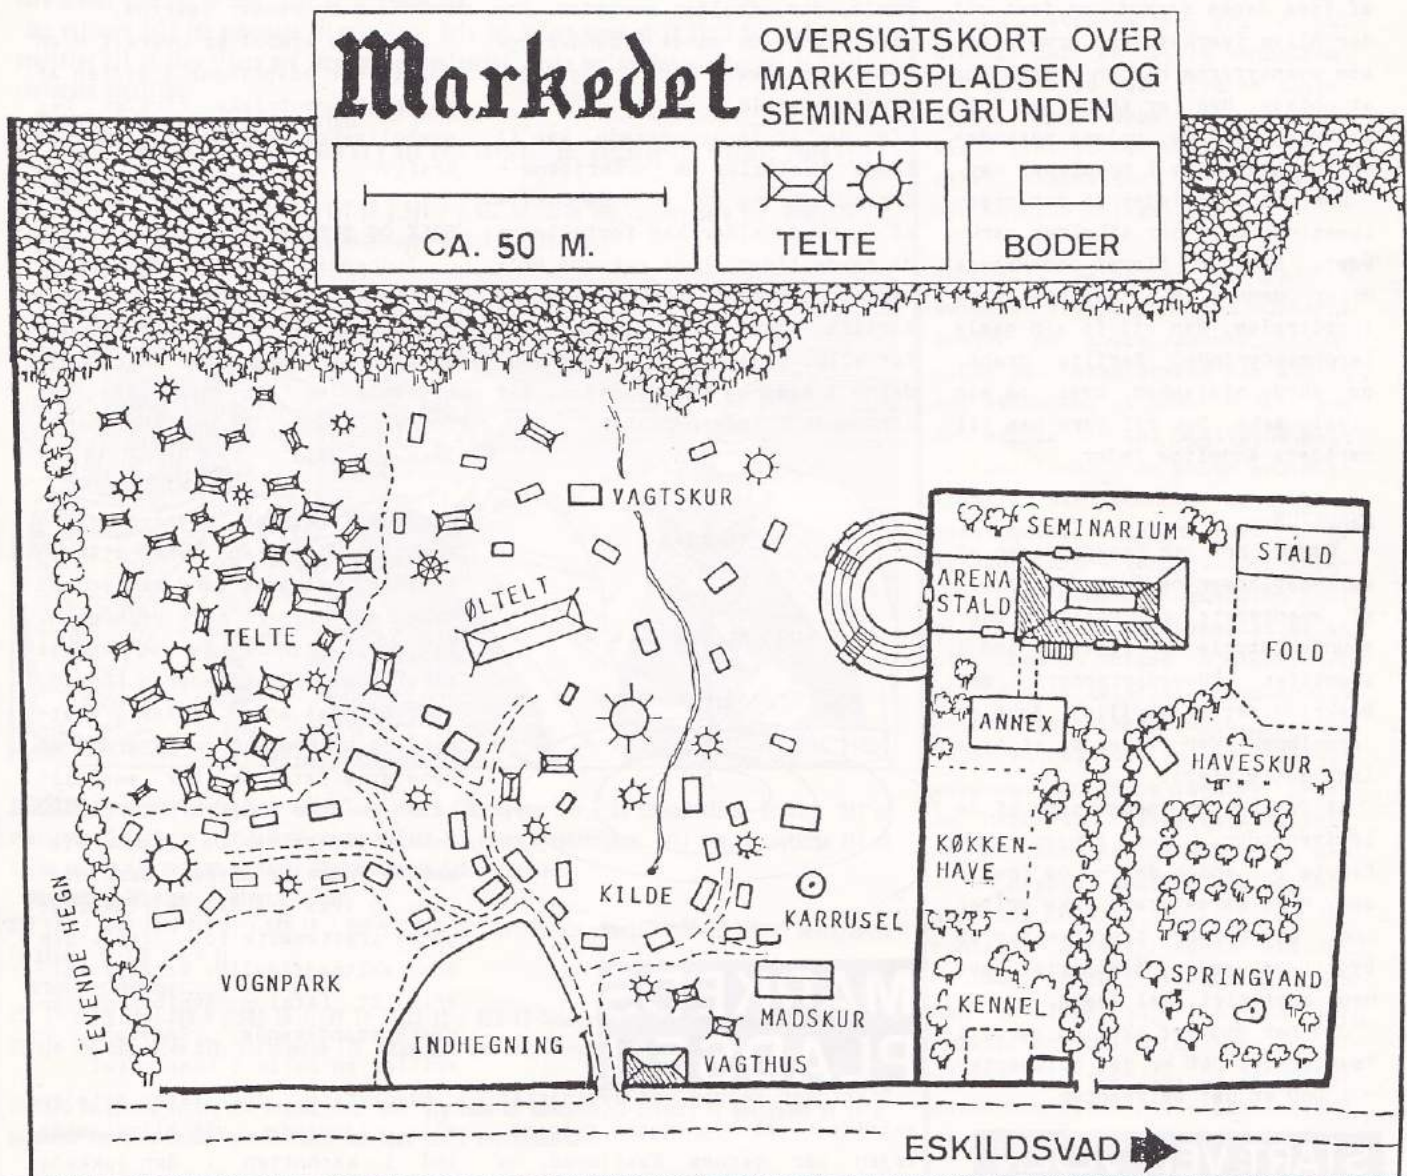 Markedet
OVERSIGTSKORT OVER
MARKEDSPLADSEN OG
SEMINARIEGRUNDEN
CA. 50 M.
TELTE
BODER
VAGTSKUR
SEMINARIUM
STALD
ARENA
STALD
ØLTELT
TELTE
FOLD
ANNEX
HAVESKUR
KØKKEN-
HAVE
KILDE
KARRUSEL
LEVENDE HEGN
VOGNPARK
SPRINGVAND
KENNEL
MADSKUR
INDHEGNING
VAGTHUS
ESKILDSVAD